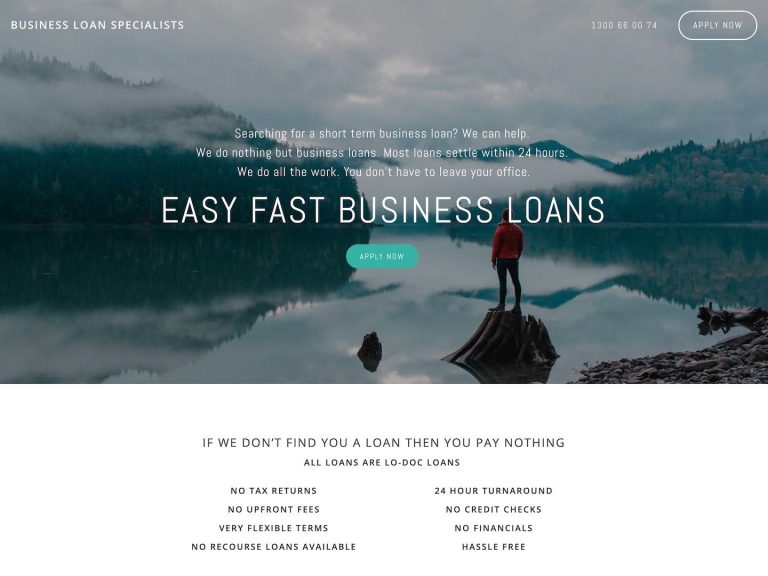 BUSINESS LOAN SPECIALISTS
1300 66 00 74
APPLY NOW
Searching for a short term business loan? We can help.
We do nothing but business loans. Most loans settle within 24 hours.
We do all the work. You don't have to leave your office.
EASY FAST BUSINESS LOANS
APPLY NOW
IF WE DON'T FIND YOU A LOAN THEN YOU PAY NOTHING
ALL LOANS ARE LO-DOC LOANS
NO TAX RETURNS
NO UPFRONT FEES
VERY FLEXIBLE TERMS
NO RECOURSE LOANS AVAILABLE
24 HOUR TURNAROUND
NO CREDIT CHECKS
NO FINANCIALS
HASSLE FREE